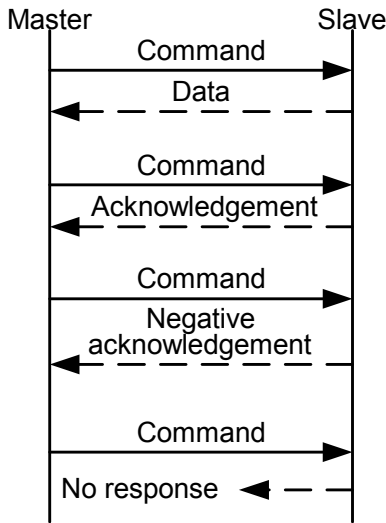 Master Slave
Command
Data
Command
Acknowledgement
Command
Negative
acknowledgement
Command
No response